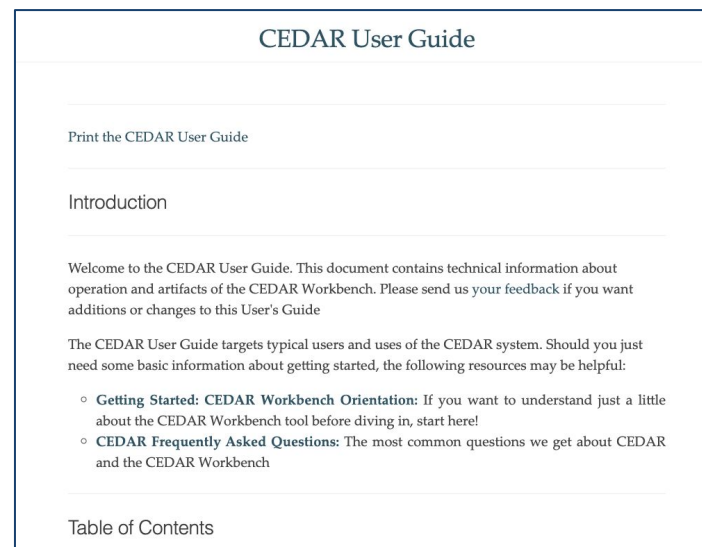 CEDAR User Guide
Print the CEDAR User Guide
Introduction
Welcome to the CEDAR User Guide. This document contains technical information about
operation and artifacts of the CEDAR Workbench. Please send us your feedback if you want
additions or changes to this User's Guide
The CEDAR User Guide targets typical users and uses of the CEDAR system. Should you just
need some basic information about getting started, the following resources may be helpful:
◦ Getting Started: CEDAR Workbench Orientation: If you want to understand just a little
about the CEDAR Workbench tool before diving in, start here!
◦ CEDAR Frequently Asked Questions: The most common questions we get about CEDAR
and the CEDAR Workbench
Table of Contents